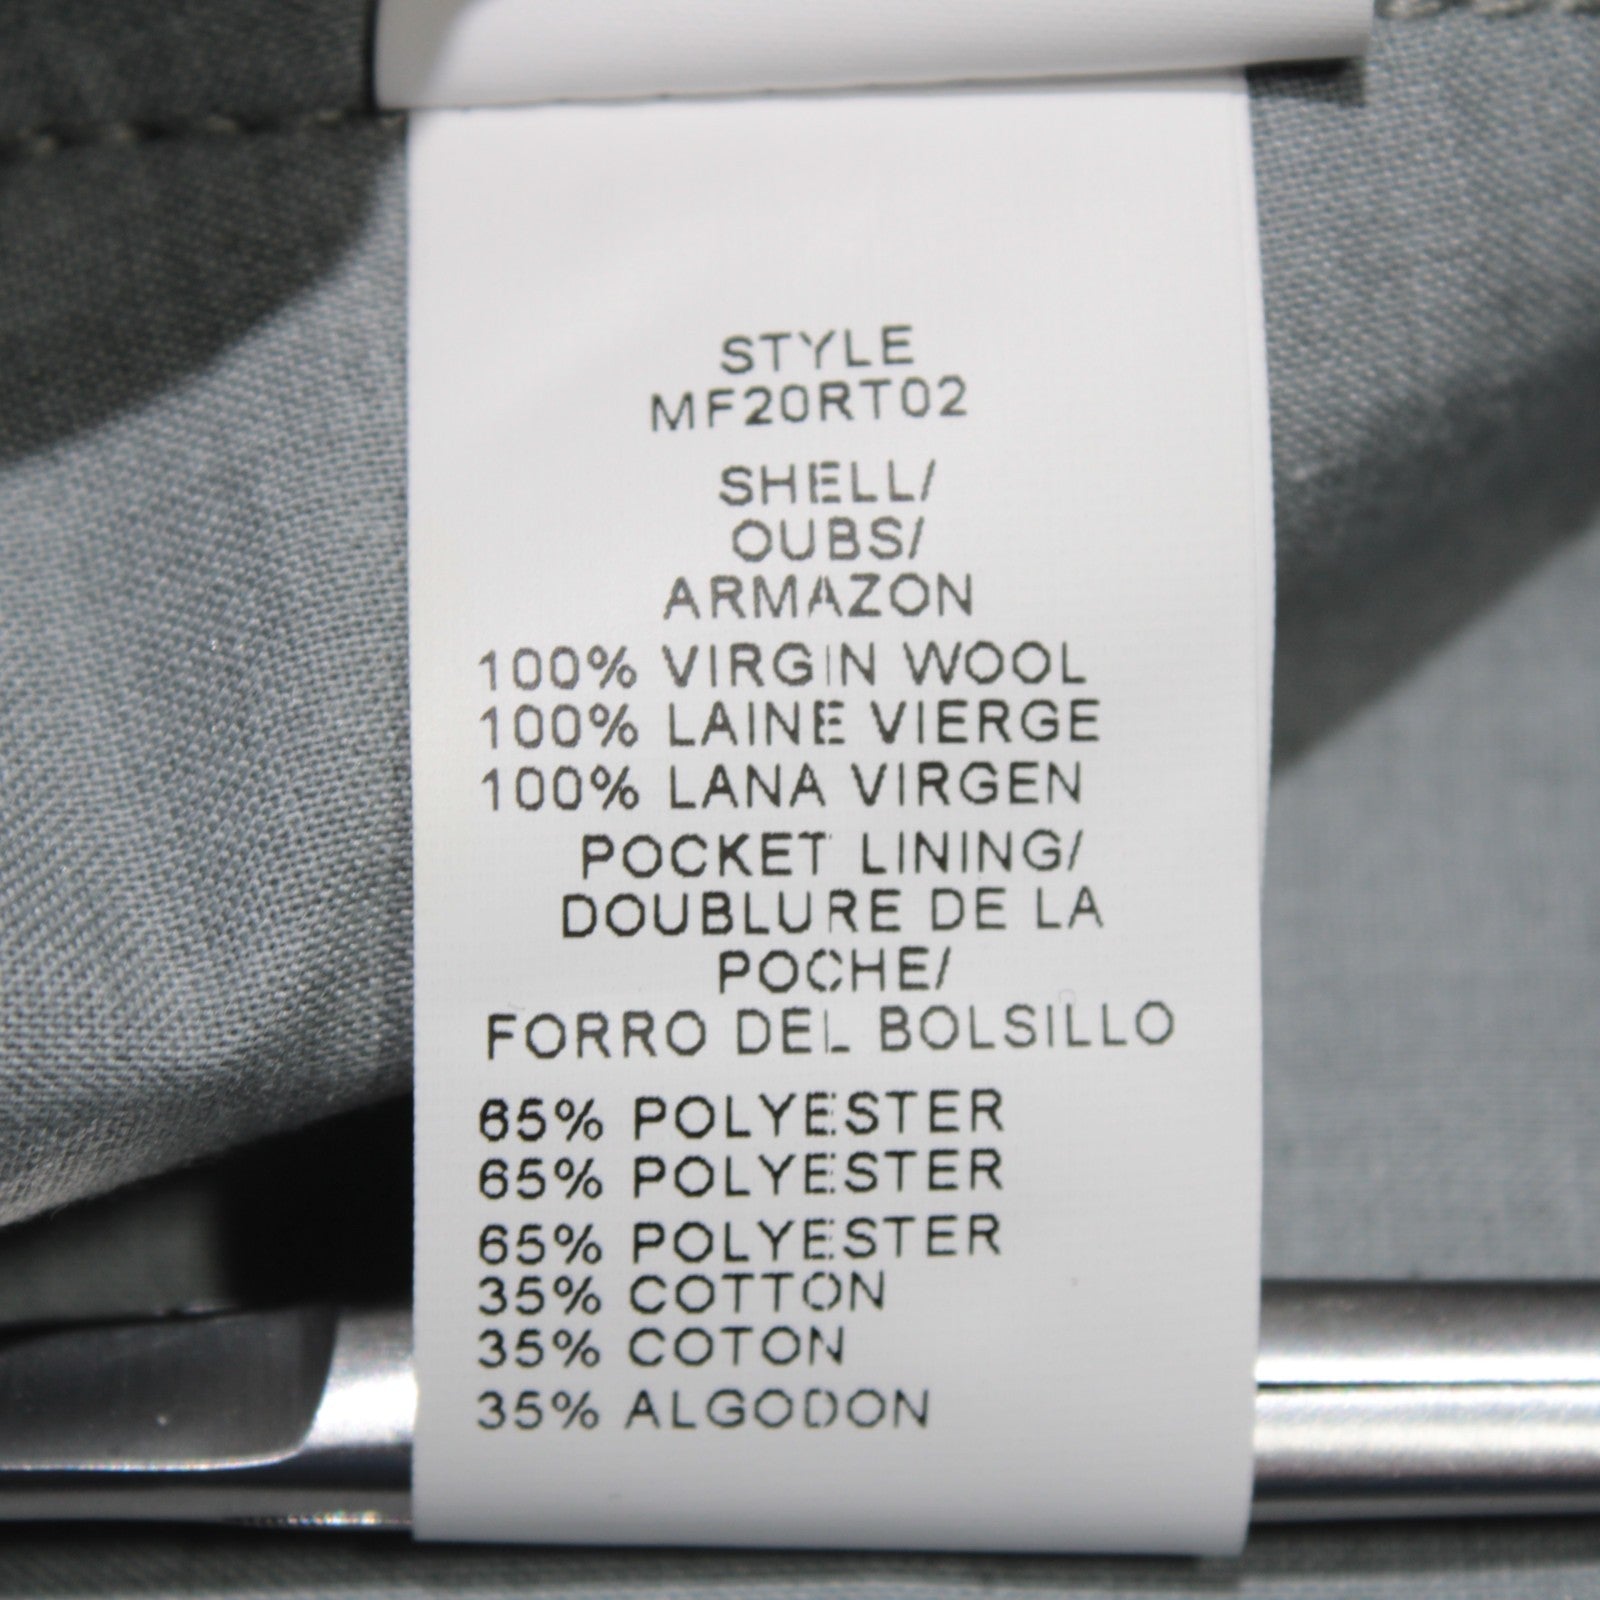 STYLE
MF20RT02
SHELL/
OUBS/
ARMAZON
100% VIRGIN WOOL
100% LAINE VIERGE
100% LANA VIRGEN
POCKET LINING/
DOUBLURE DE LA
POCHE/
FORRO DEL BOLSILLO
65% POLYESTER
65% POLYESTER
65% POLYESTER
35% COTTON
35% COTON
35% ALGODON